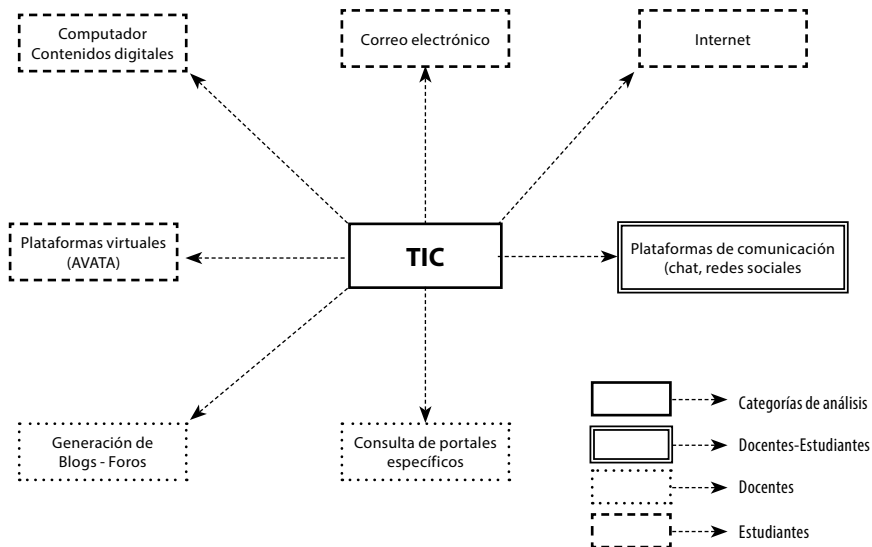 Computador
Contenidos digitales
Correo electrónico
Internet
Plataformas virtuales
(AVATA)
TIC
Plataformas de comunicación
(chat, redes sociales
Generación de
Blogs - Foros
Consulta de portales
específicos
Categorías de análisis
Docentes-Estudiantes
Docentes
Estudiantes